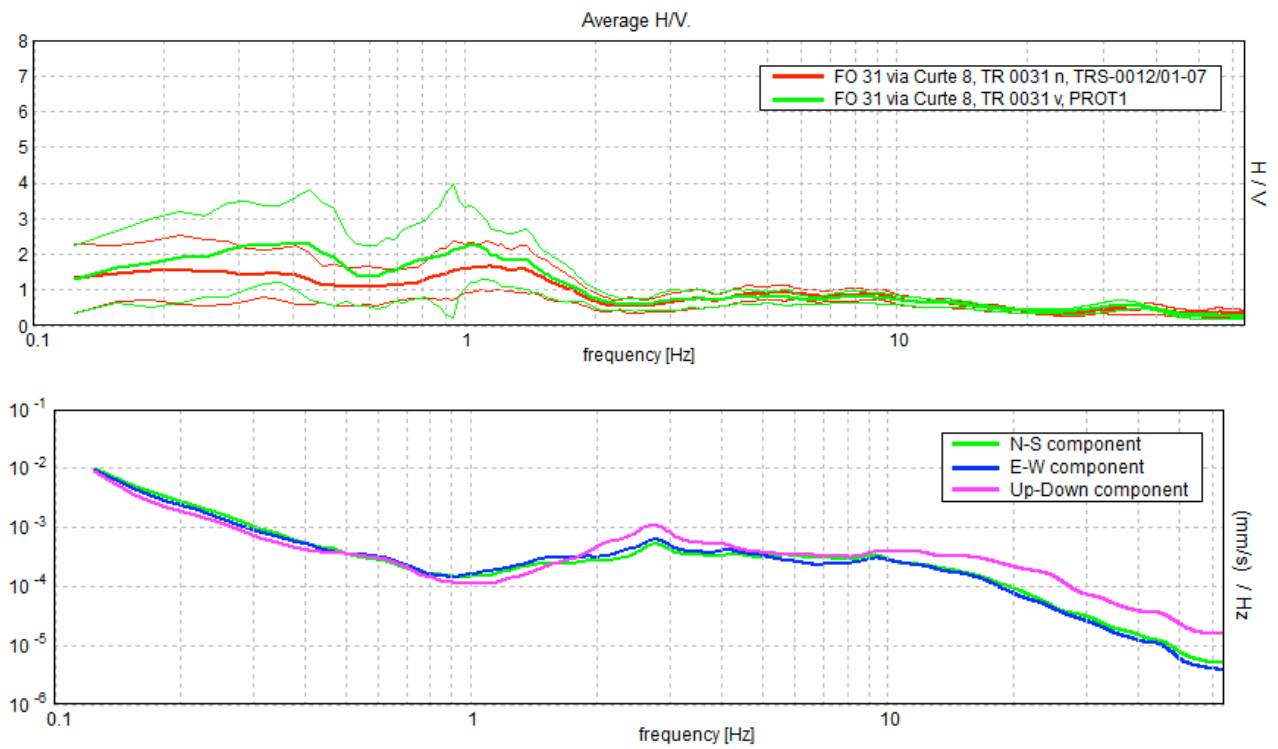 Average H/V.
8
7
6
5
4
3
2
1
0
FO 31 via Curte 8, TR 0031 n, TRS-0012/01-07
FO 31 via Curte 8, TR 0031 v, PROT1
H / V
0.1 1 10
frequency [Hz]
10-1
10-2
10-3
10-4
10-5
10-6
N-S component
E-W component
Up-Down component
(mm/s) / Hz
0.1 1 10
frequency [Hz]